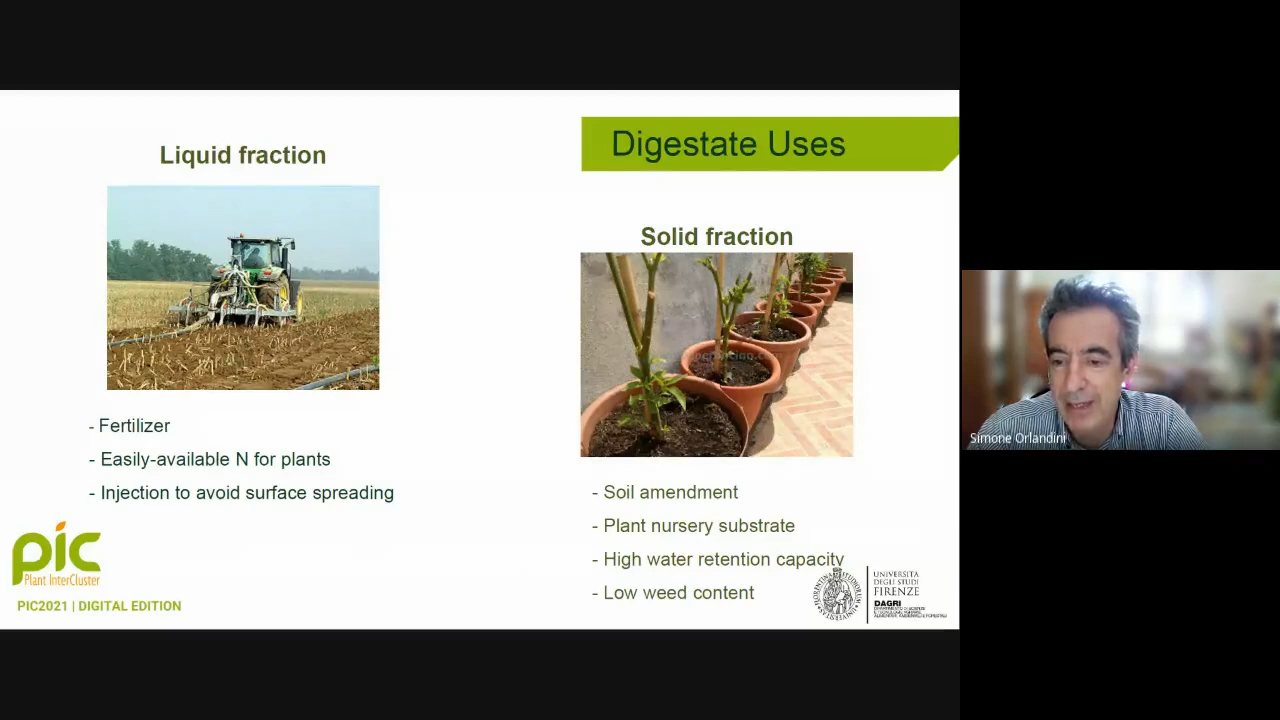 Digestate Uses
Liquid fraction
- Fertilizer
- Easily-available N for plants
- Injection to avoid surface spreading
Solid fraction
- Soil amendment
- Plant nursery substrate
- High water retention capacity
- Low weed content
pic
Plant InterCluster
PIC2021 | DIGITAL EDITION
UNIVERSITÀ
DEGLI STUDI
FIRENZE
DAGRI
Simone Orlandini